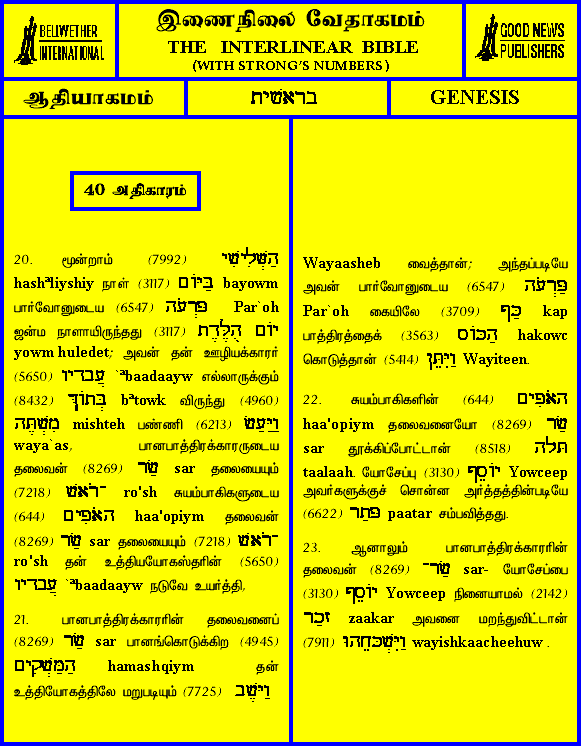 BELLWETHER
INTERNATIONAL
இணைநிலை வேதாகமம்
THE INTERLINEAR BIBLE
(WITH STRONG'S NUMBERS)
GOOD NEWS
PUBLISHERS
ஆதியாகமம்
בראשית
GENESIS
40 அதிகாரம்
20. மூன்றாம் (7992) הַשְּׁלִישִׁי
hashªliyshiy நாள் (3117) בַּיּוֹם bayowm
பார்வோனுடைய (6547) פַּרְעֹה Par`oh
ஜன்ம நாளாயிருந்தது (3117) יוֹם הֻלֶּדֶת
yowm huledet; அவன் தன் ஊழியக்காரர்
(5650) עֲבָדָיו `ªbaadaayw எல்லாருக்கும்
(8432) בְּתוֹךְ bªtowk விருந்து (4960)
מִשְׁתֶּה mishteh பண்ணி (6213) וַיַּעַשׂ
waya`as, பானபாத்திரக்காரருடைய
தலைவன் (8269) שַׂר sar தலையையும்
(7218) רֹאשׁ־ ro'sh சுயம்பாகிகளுடைய
(644) הָאֹפִים haa'opiym தலைவன்
(8269) שַׂר sar தலையையும் (7218) רֹאשׁ־
ro'sh தன் உத்தியயோகஸ்தரின் (5650)
עֲבָדָיו `ªbaadaayw நடுவே உயர்த்தி,
21. பானபாத்திரக்காரரின் தலைவனைப்
(8269) שַׂר sar பானங்கொடுக்கிற (4945)
הַמַּשְׁקִים hamashqiym தன்
உத்தியோகத்திலே மறுபடியும் (7725) וַיָּשֶׁב
Wayaasheb வைத்தான்; அந்தப்படியே
அவன் பார்வோனுடைய (6547) פַּרְעֹה
Par`oh கையிலே (3709) כַּף kap
பாத்திரத்தைக் (3563) הַכּוֹס hakowc
கொடுத்தான் (5414) וַיִּתֵּן Wayiteen.
22. சுயம்பாகிகளின் (644) הָאֹפִים
haa'opiym தலைவனையோ (8269) שַׂר
sar தூக்கிப்போட்டான் (8518) תָּלָה
taalaah. யோசேப்பு (3130) יוֹסֵף Yowceep
அவர்களுக்குச் சொன்ன அர்த்தத்தின்படியே
(6622) פָּתַר paatar சம்பவித்தது.
23. ஆனாலும் பானபாத்திரக்காரரின்
தலைவன் (8269) שַׂר־ sar- யோசேப்பை
(3130) יוֹסֵף Yowceep நினையாமல் (2142)
זָכַר zaakar அவனை மறந்துவிட்டான்
(7911) וַיִּשְׁכָּחֵהוּ wayishkaacheehuw .